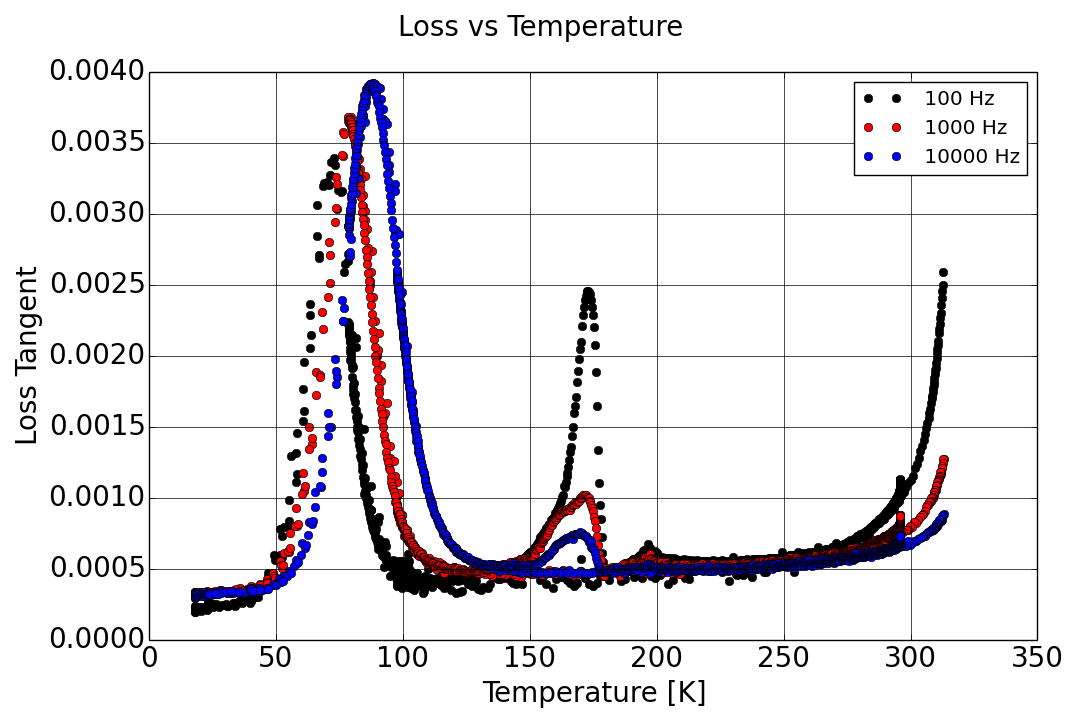 Loss vs Temperature
0.0040
0.0035
0.0030
0.0025
0.0020
0.0015
0.0010
0.0005
0.0000
Loss Tangent
100 Hz
1000 Hz
10000 Hz
0 50 100 150 200 250 300 350
Temperature [K]